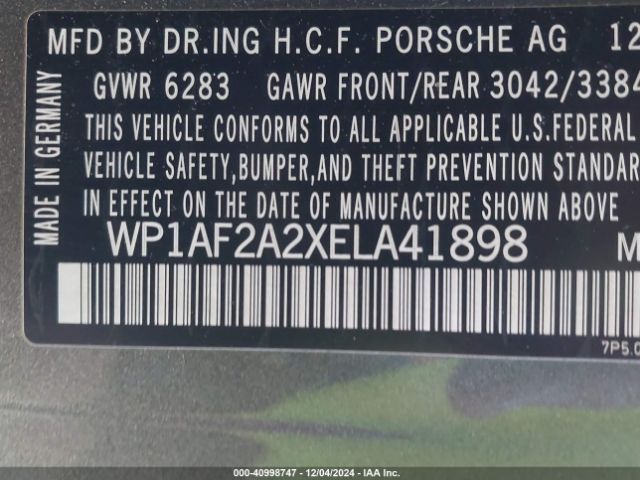 MFD BY DR.ING H.C.F. PORSCHE AG 12
GVWR 6283 GAWR FRONT/REAR 3042/3384
THIS VEHICLE CONFORMS TO ALL APPLICABLE U.S.FEDERAL
VEHICLE SAFETY,BUMPER,AND THEFT PREVENTION STANDAR
IN EFFECT ON THE DATE OF MANUFACTURE SHOWN ABOVE
MADE IN GERMANY
WP1AF2A2XELA41898 M
7P5.0
000-40998747 - 12/04/2024 - IAA Inc.